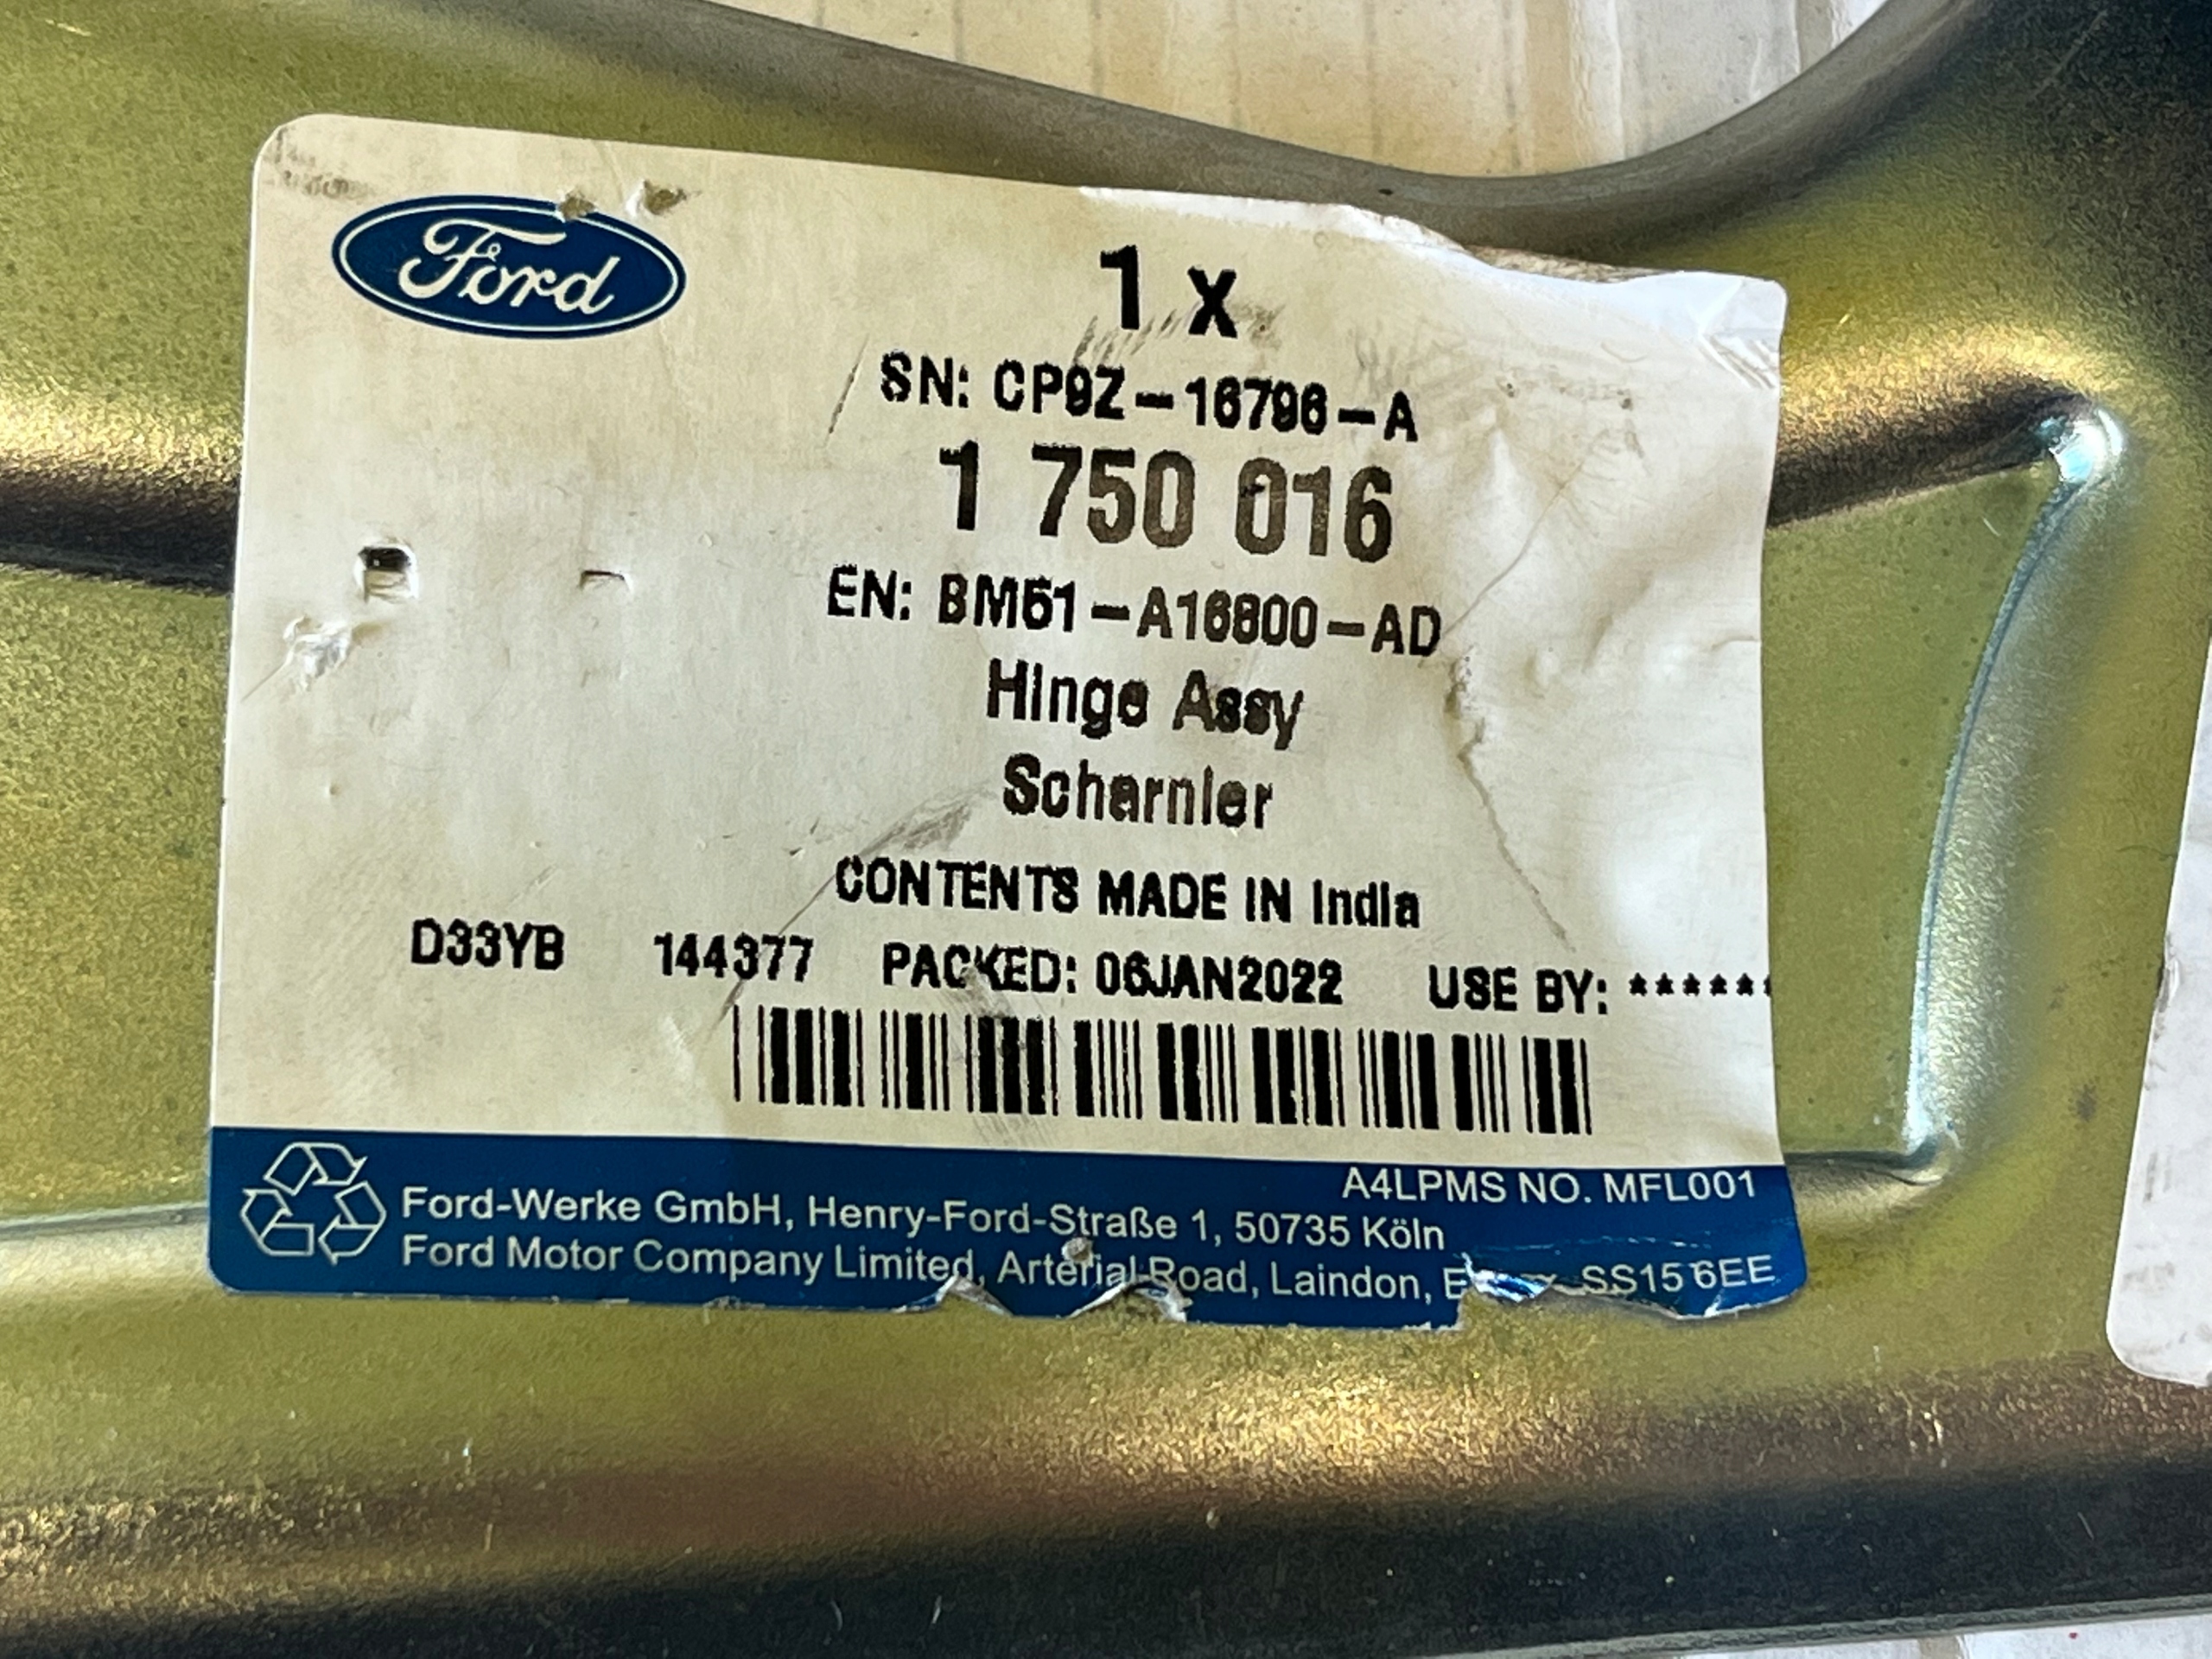 Ford
1 x
SN: CP9Z-16796-A
1 750 016
EN: BM51-A16800-AD
Hinge Assy
Scharnier
CONTENTS MADE IN India
D33YB 144377 PACKED: 06JAN2022 USE BY: ******
A4LPMS NO. MFL001
Ford-Werke GmbH, Henry-Ford-Straße 1, 50735 Köln
Ford Motor Company Limited, Arterial Road, Laindon, SS15 6EE